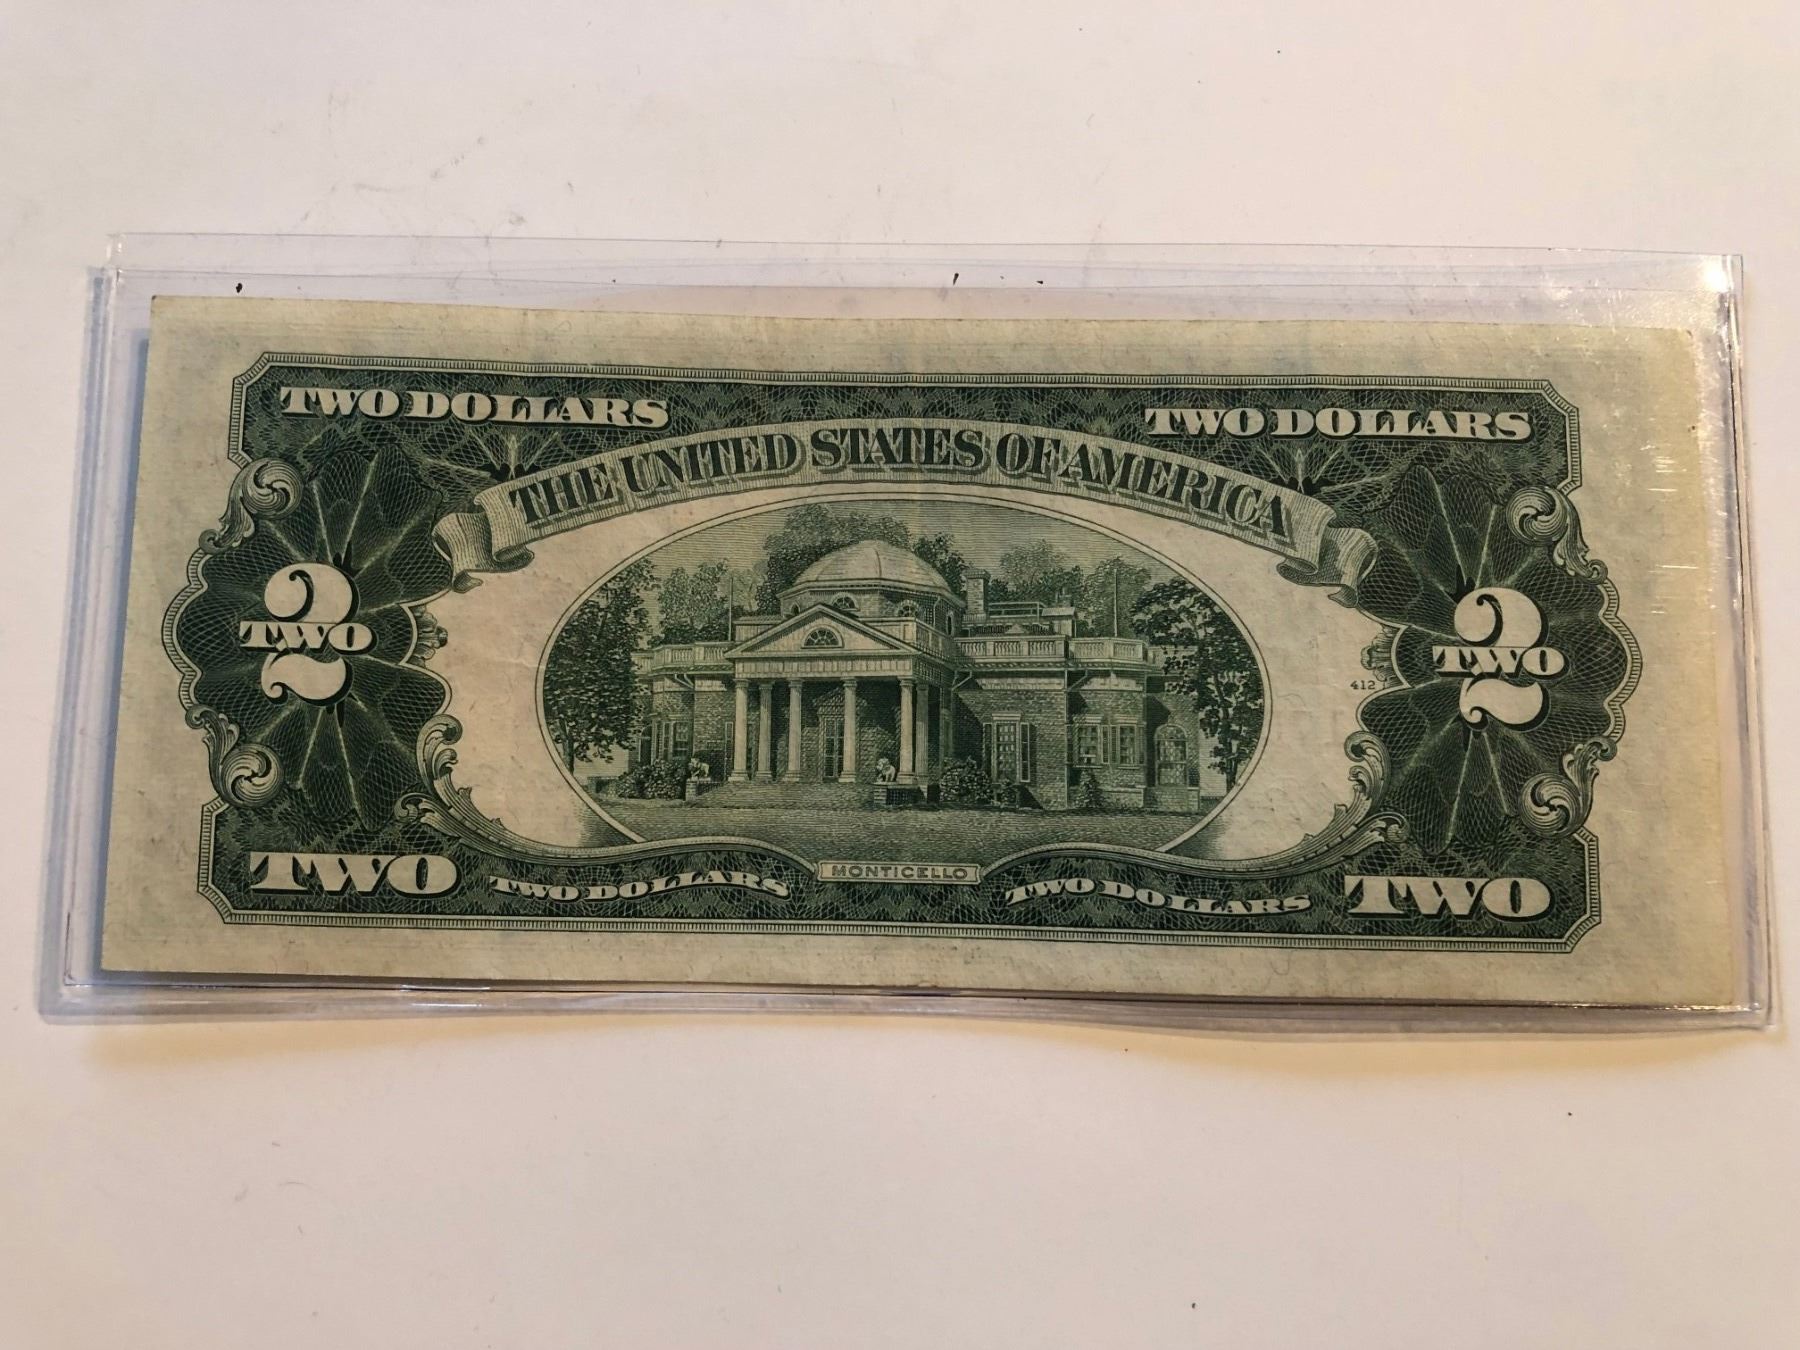 TWO DOLLARS TWO DOLLARS
THE UNITED STATES OF AMERICA
2 2
TWO TWO
412
MONTICELLO
TWO TWO DOLLARS TWO DOLLARS TWO